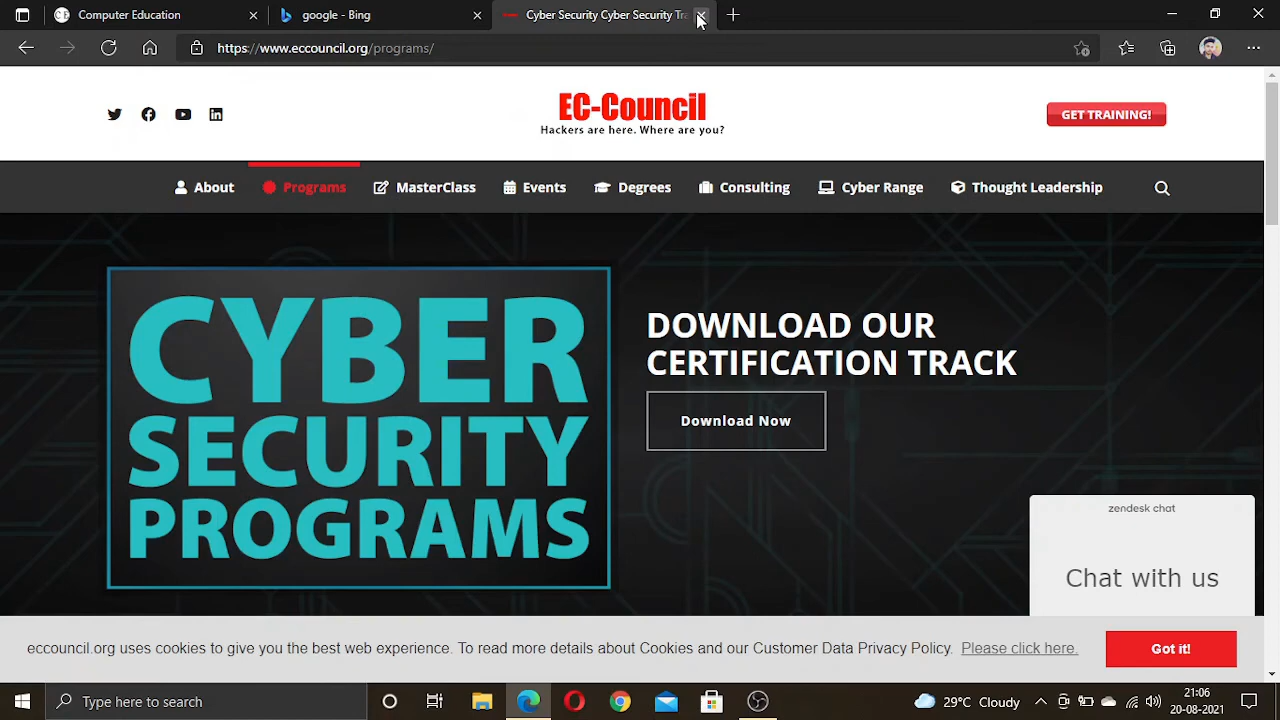 Computer Education
google - Bing
Cyber Security Cyber Security Tra
https://www.eccouncil.org/programs/
EC-Council
Hackers are here. Where are you?
GET TRAINING!
About
Programs
MasterClass
Events
Degrees
Consulting
Cyber Range
Thought Leadership
CYBER
SECURITY
PROGRAMS
DOWNLOAD OUR
CERTIFICATION TRACK
Download Now
zendesk chat
Chat with us
eccouncil.org uses cookies to give you the best web experience. To read more details about Cookies and our Customer Data Privacy Policy. Please click here.
Got it!
Type here to search
29°C Cloudy
21:06
20-08-2021